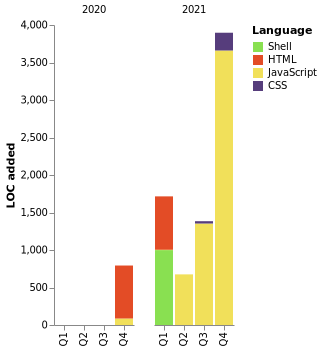 2020 2021
Language
Shell
HTML
JavaScript
CSS
LOC added
4,000
3,500
3,000
2,500
2,000
1,500
1,000
500
0
Q1 Q2 Q3 Q4 Q1 Q2 Q3 Q4